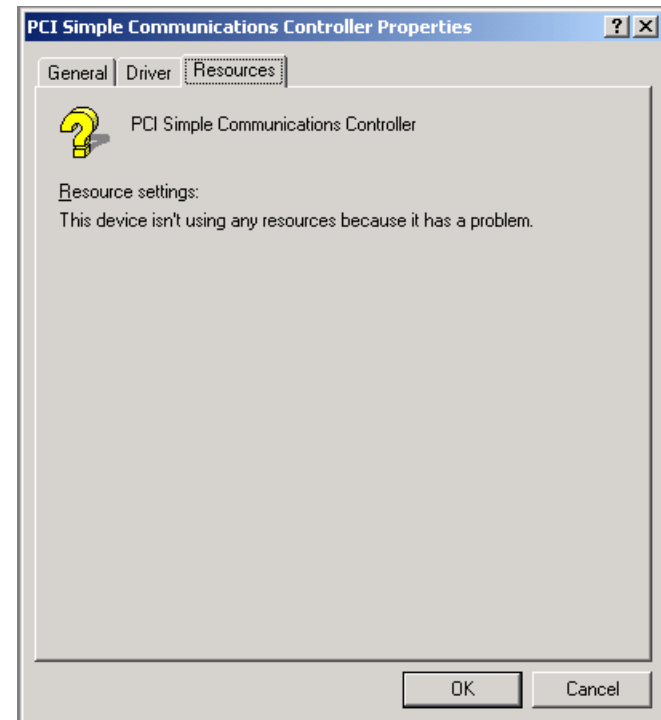 PCI Simple Communications Controller Properties
General Driver Resources
PCI Simple Communications Controller
Resource settings:
This device isn't using any resources because it has a problem.
OK Cancel